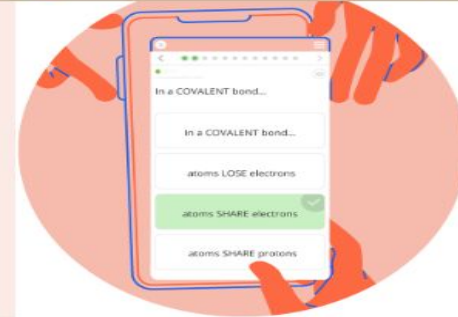 In a COVALENT bond...
In a COVALENT bond...
atoms LOSE electrons
atoms SHARE electrons
atoms SHARE protons